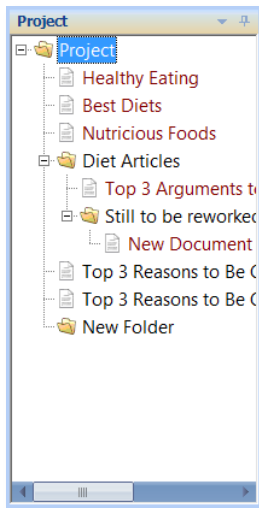 Project
Project
Healthy Eating
Best Diets
Nutricious Foods
Diet Articles
Top 3 Arguments to
Still to be reworked
New Document
Top 3 Reasons to Be
Top 3 Reasons to Be
New Folder